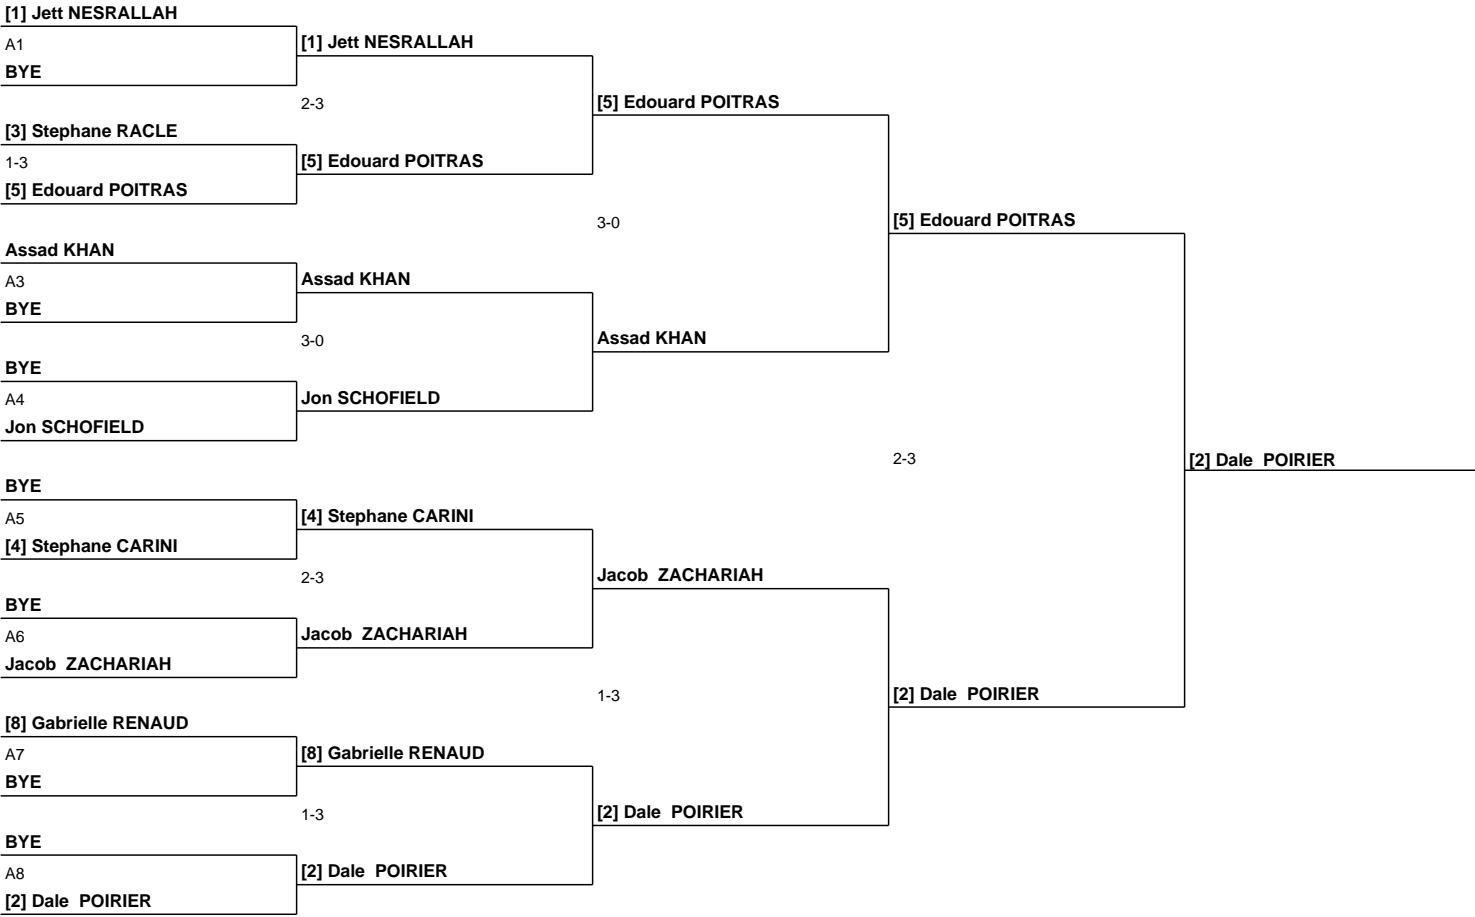 [1] Jett NESRALLAH
A1
BYE
[3] Stephane RACLE
1-3
[5] Edouard POITRAS
Assad KHAN
A3
BYE
BYE
A4
Jon SCHOFIELD
BYE
A5
[4] Stephane CARINI
BYE
A6
Jacob ZACHARIAH
[8] Gabrielle RENAUD
A7
BYE
BYE
A8
[2] Dale POIRIER
[1] Jett NESRALLAH
2-3
[5] Edouard POITRAS
Assad KHAN
3-0
Jon SCHOFIELD
[4] Stephane CARINI
2-3
Jacob ZACHARIAH
[8] Gabrielle RENAUD
1-3
[2] Dale POIRIER
[5] Edouard POITRAS
3-0
Assad KHAN
Jacob ZACHARIAH
1-3
[2] Dale POIRIER
[5] Edouard POITRAS
2-3
[2] Dale POIRIER
[2] Dale POIRIER